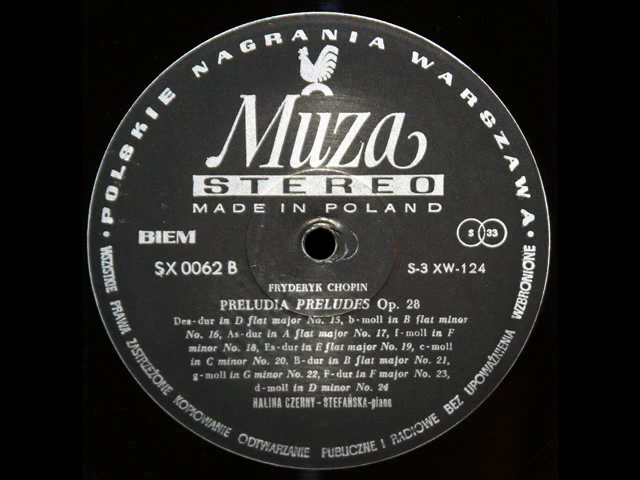 • POLSKIE NAGRANIA WARSZAWA •
Muza
STEREO
MADE IN POLAND
BIEM
S 33
SX 0062 B
S-3 XW-124
FRYDERYK CHOPIN
PRELUDIA PRELUDES Op. 28
Des-dur in D flat major No. 15, b-moll in B flat minor
No. 16, As-dur in A flat major No. 17, f-moll in F
minor No. 18, Es-dur in E flat major No. 19, c-moll
in C minor No. 20, B-dur in B flat major No. 21,
g-moll in G minor No. 22, F-dur in F major No. 23,
d-moll in D minor No. 24
HALINA CZERNY-STEFAŃSKA-piano
WSZYSTKIE PRAWA ZASTRZEŻONE KOPIOWANIE ODTWARZANIE PUBLICZNE I RADIOWE BEZ UPOWAŻNIENIA WZBRONIONE